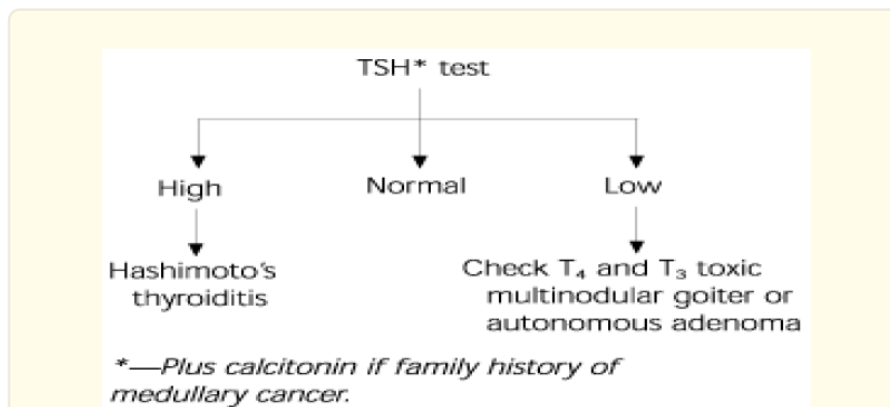 TSH* test
High
Normal
Low
Hashimoto's
thyroiditis
Check T₄ and T₃ toxic
multinodular goiter or
autonomous adenoma
*—Plus calcitonin if family history of
medullary cancer.